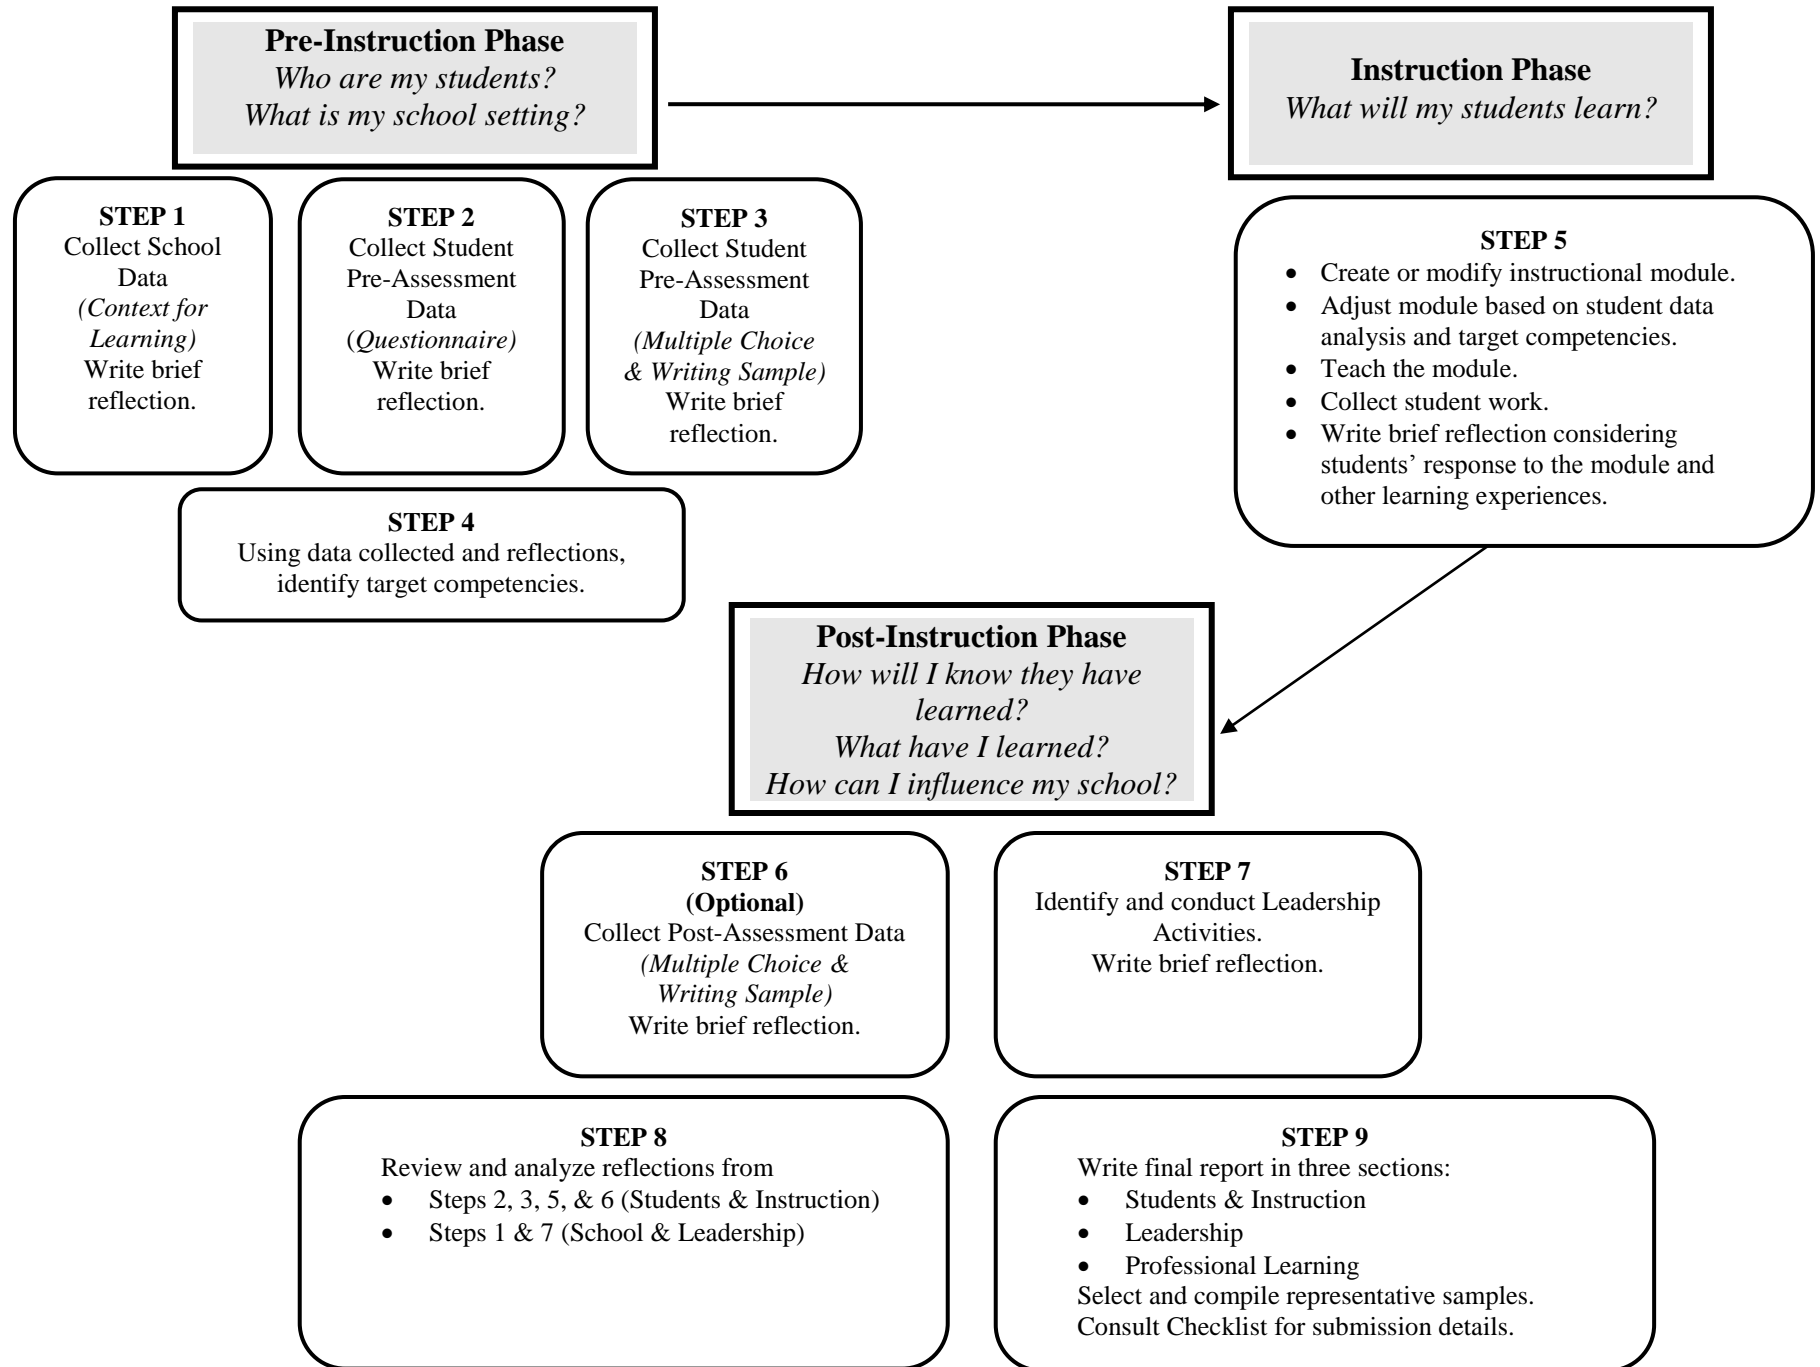 Pre-Instruction Phase
Who are my students?
What is my school setting?
Instruction Phase
What will my students learn?
STEP 1
Collect School
Data
(Context for
Learning)
Write brief
reflection.
STEP 2
Collect Student
Pre-Assessment
Data
(Questionnaire)
Write brief
reflection.
STEP 3
Collect Student
Pre-Assessment
Data
(Multiple Choice
& Writing Sample)
Write brief
reflection.
STEP 4
Using data collected and reflections,
identify target competencies.
STEP 5
• Create or modify instructional module.
• Adjust module based on student data
analysis and target competencies.
• Teach the module.
• Collect student work.
• Write brief reflection considering
students’ response to the module and
other learning experiences.
Post-Instruction Phase
How will I know they have
learned?
What have I learned?
How can I influence my school?
STEP 6
(Optional)
Collect Post-Assessment Data
(Multiple Choice &
Writing Sample)
Write brief reflection.
STEP 7
Identify and conduct Leadership
Activities.
Write brief reflection.
STEP 8
Review and analyze reflections from
• Steps 2, 3, 5, & 6 (Students & Instruction)
• Steps 1 & 7 (School & Leadership)
STEP 9
Write final report in three sections:
• Students & Instruction
• Leadership
• Professional Learning
Select and compile representative samples.
Consult Checklist for submission details.